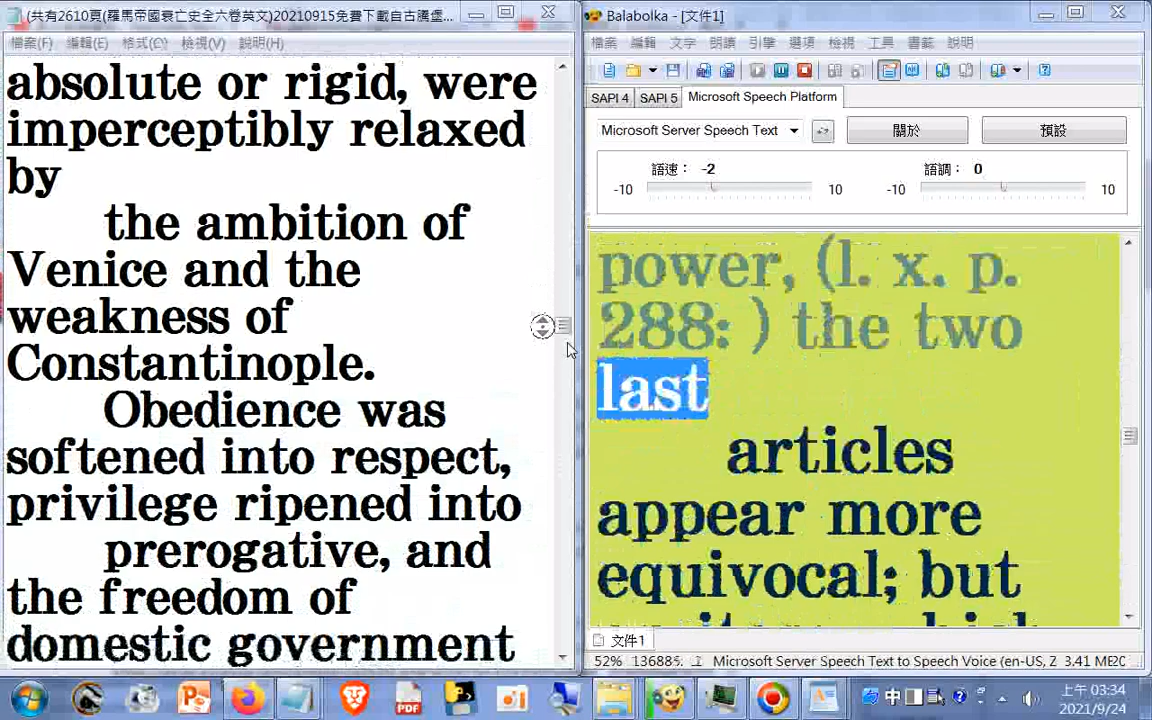 (共有2610頁(羅馬帝國衰亡史全六卷英文)20210915免費下載自古騰堡...
檔案(F) 編輯(E) 格式(O) 檢視(V) 說明(H)
absolute or rigid, were
imperceptibly relaxed
by
the ambition of
Venice and the
weakness of
Constantinople.
Obedience was
softened into respect,
privilege ripened into
prerogative, and
the freedom of
domestic government
Balabolka - [文件1]
檔案 編輯 文字 朗讀 引擎 選項 檢視 工具 書籤 說明
SAPI 4 SAPI 5 Microsoft Speech Platform
Microsoft Server Speech Text 關於 預設
語速： -2 語調： 0
-10 10 -10 10
power, (l. x. p.
288: ) the two
last
articles
appear more
equivocal; but
文件1
52% Microsoft Server Speech Text to Speech Voice (en-US, Z 3.41 ME
中 上午 03:34
2021/9/24